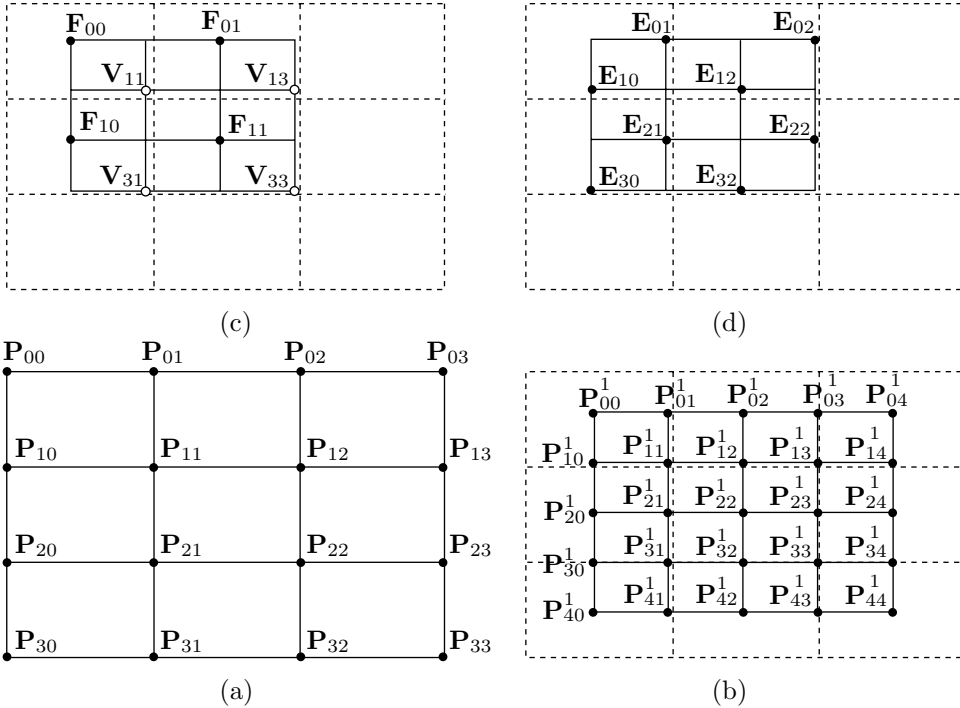 F₀₀ F₀₁
V₁₁ V₁₃
F₁₀ F₁₁
V₃₁ V₃₃
(c)
E₀₁ E₀₂
E₁₀ E₁₂
E₂₁ E₂₂
E₃₀ E₃₂
(d)
P₀₀ P₀₁ P₀₂ P₀₃
P₁₀ P₁₁ P₁₂ P₁₃
P₂₀ P₂₁ P₂₂ P₂₃
P₃₀ P₃₁ P₃₂ P₃₃
(a)
P¹₀₀ P¹₀₁ P¹₀₂ P¹₀₃ P¹₀₄
P¹₁₀ P¹₁₁ P¹₁₂ P¹₁₃ P¹₁₄
P¹₂₀ P¹₂₁ P¹₂₂ P¹₂₃ P¹₂₄
P¹₃₀ P¹₃₁ P¹₃₂ P¹₃₃ P¹₃₄
P¹₄₀ P¹₄₁ P¹₄₂ P¹₄₃ P¹₄₄
(b)